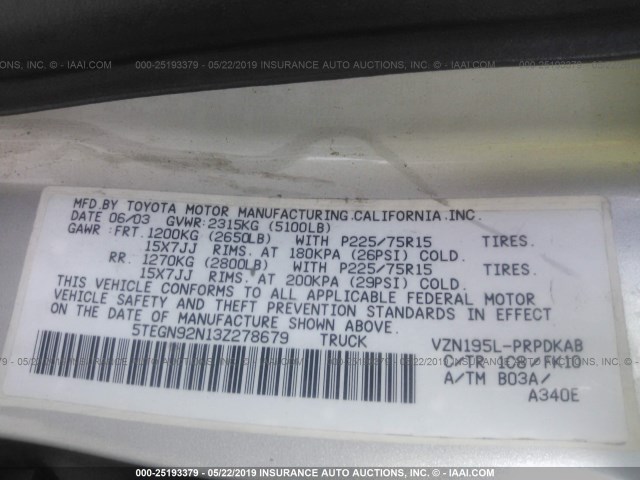 000-25193379 - 05/22/2019 - INSURANCE AUTO AUCTIONS, INC. - © IAAI.COM
MFD.BY TOYOTA MOTOR MANUFACTURING.CALIFORNIA.INC.
DATE 06/03 GVWR:2315KG (5100LB)
GAWR :FRT.1200KG (2650LB) WITH P225/75R15 TIRES.
15X7JJ RIMS. AT 180KPA (26PSI) COLD.
RR. 1270KG (2800LB) WITH P225/75R15 TIRES.
15X7JJ RIMS. AT 200KPA (29PSI) COLD.
THIS VEHICLE CONFORMS TO ALL APPLICABLE FEDERAL MOTOR
VEHICLE SAFETY AND THEFT PREVENTION STANDARDS IN EFFECT
ON THE DATE OF MANUFACTURE SHOWN ABOVE.
5TEGN92N13Z278679 TRUCK VZN195L-PRPDKAB
C/TR 1C8/FK10
A/TM B03A/
A340E
000-25193379 - 05/22/2019 - INSURANCE AUTO AUCTIONS, INC. - © IAAI.COM